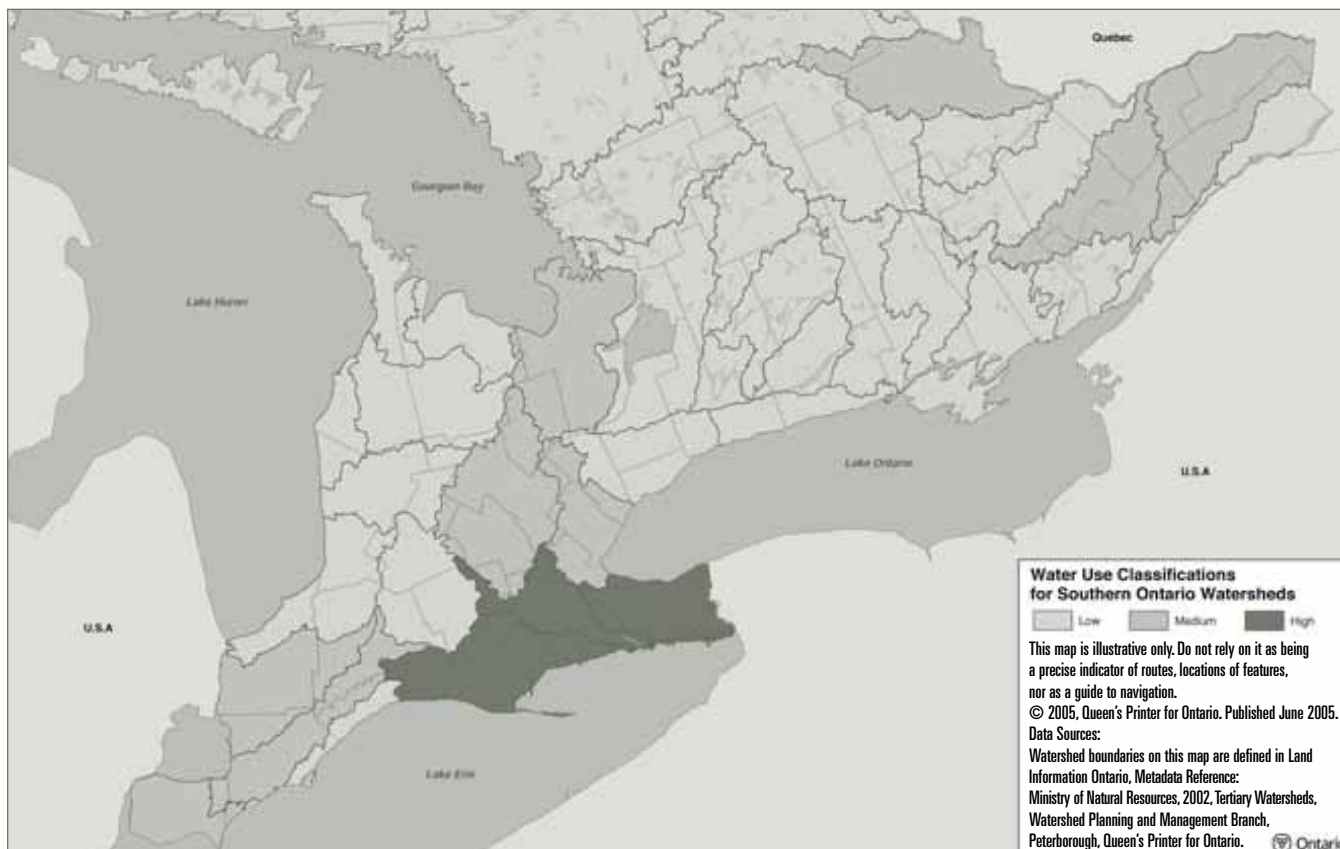 Quebec
Georgian Bay
Lake Huron
Lake Ontario
U.S.A
U.S.A
Lake Erie
Water Use Classifications
for Southern Ontario Watersheds
Low Medium High
This map is illustrative only. Do not rely on it as being
a precise indicator of routes, locations of features,
nor as a guide to navigation.
© 2005, Queen's Printer for Ontario. Published June 2005.
Data Sources:
Watershed boundaries on this map are defined in Land
Information Ontario, Metadata Reference:
Ministry of Natural Resources, 2002, Tertiary Watersheds,
Watershed Planning and Management Branch,
Peterborough, Queen's Printer for Ontario.
Ontario